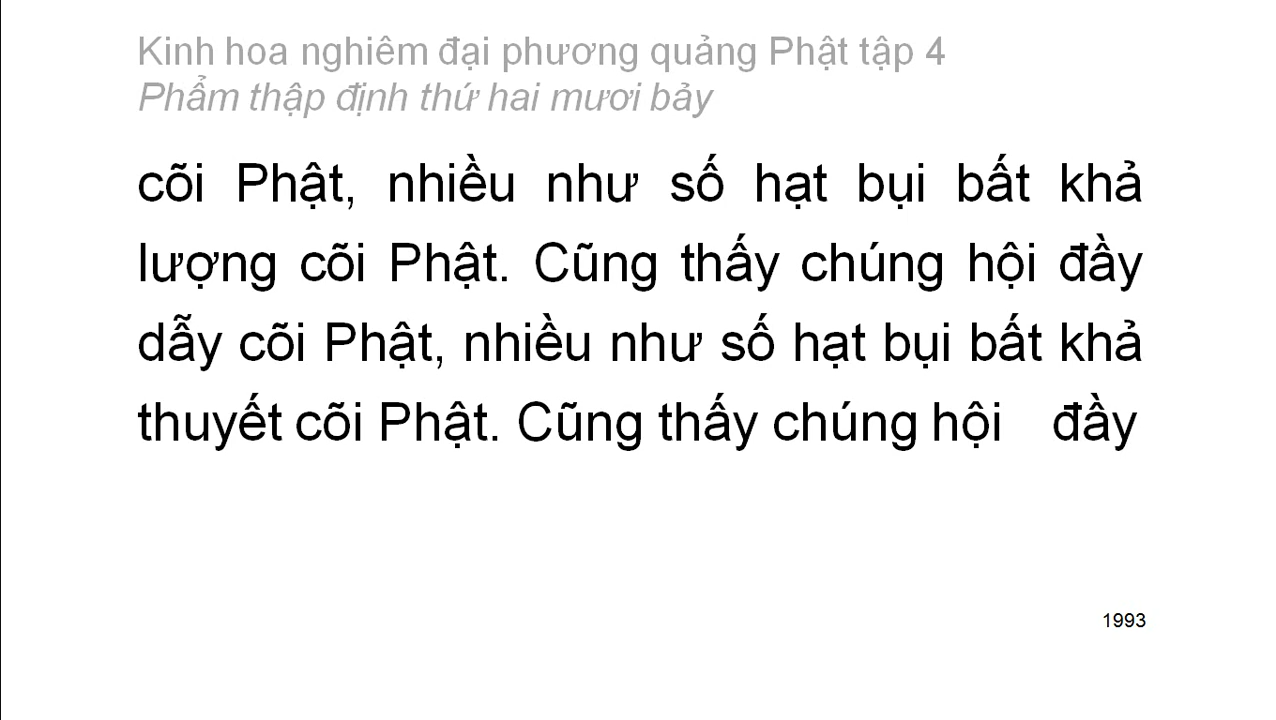 Kinh hoa nghiêm đại phương quảng Phật tập 4
Phẩm thập định thứ hai mươi bảy
cõi Phật, nhiều như số hạt bụi bất khả
lượng cõi Phật. Cũng thấy chúng hội đầy
dẫy cõi Phật, nhiều như số hạt bụi bất khả
thuyết cõi Phật. Cũng thấy chúng hội đầy
1993